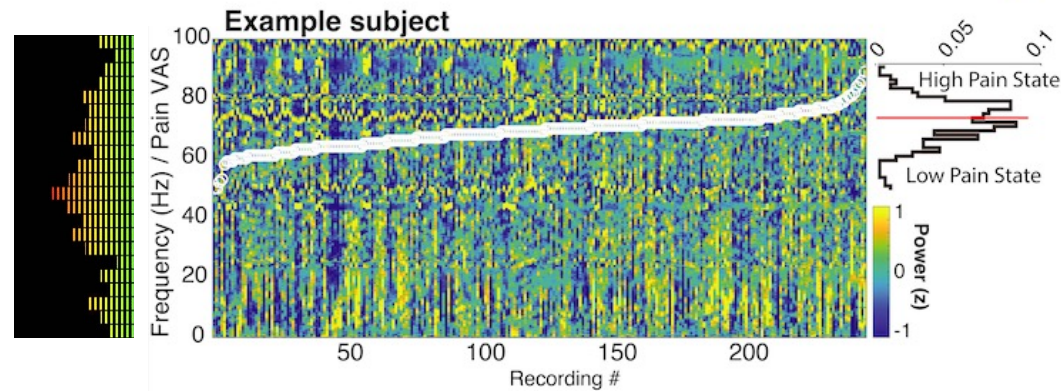 Example subject
Frequency (Hz) / Pain VAS
100
80
60
40
20
0
50
100
150
200
Recording #
0
0.05
0.1
High Pain State
Low Pain State
1
0
-1
Power (z)